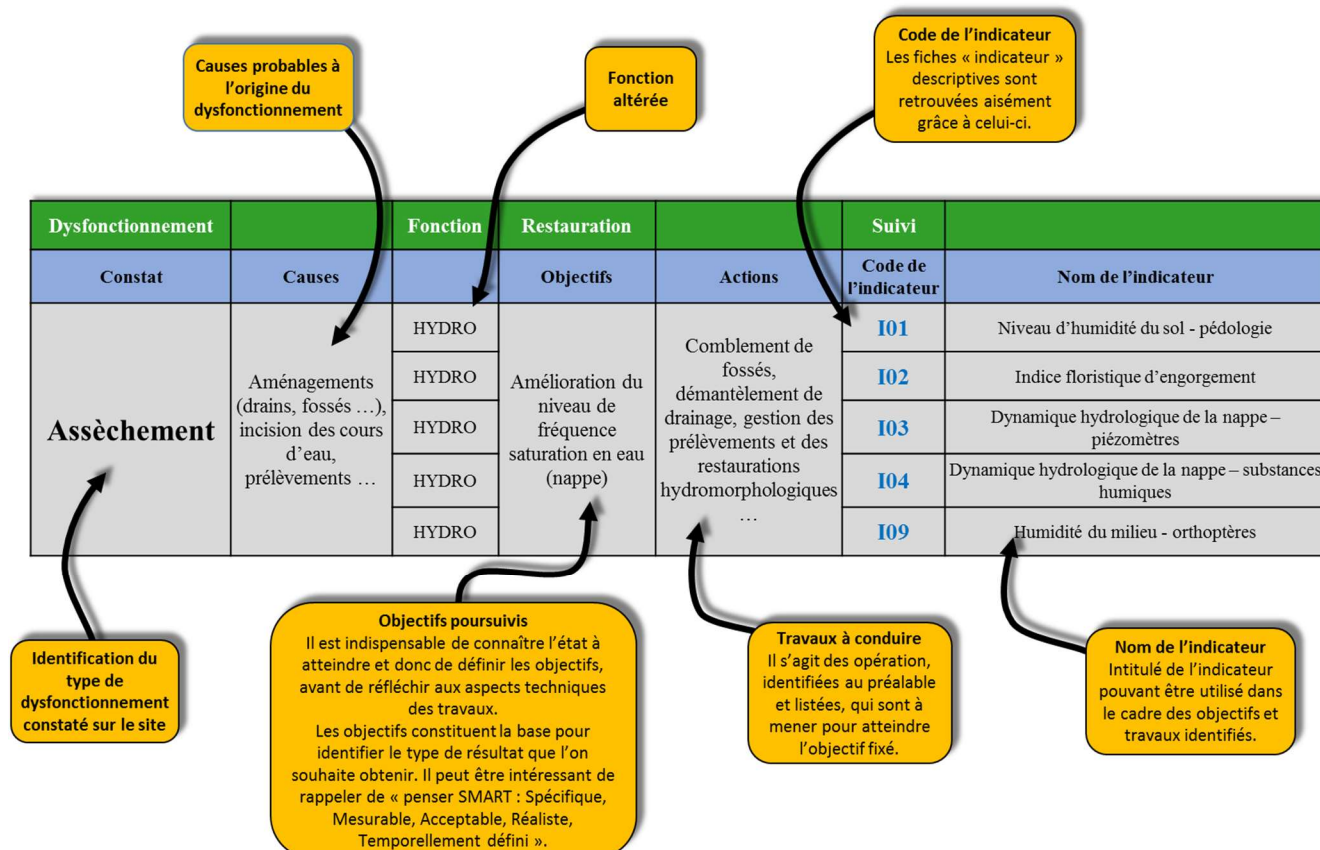 Causes probables à
l'origine du
dysfonctionnement
Fonction
altérée
Code de l'indicateur
Les fiches « indicateur »
descriptives sont
retrouvées aisément
grâce à celui-ci.
Dysfonctionnement
Fonction
Restauration
Suivi
Constat
Causes
Objectifs
Actions
Code de
l'indicateur
Nom de l'indicateur
Assèchement
Aménagements
(drains, fossés …),
incision des cours
d'eau,
prélèvements …
HYDRO
HYDRO
HYDRO
HYDRO
HYDRO
Amélioration du
niveau de
fréquence
saturation en eau
(nappe)
Comblement de
fossés,
démantèlement de
drainage, gestion des
prélèvements et des
restaurations
hydromorphologiques
…
I01
Niveau d'humidité du sol - pédologie
I02
Indice floristique d'engorgement
I03
Dynamique hydrologique de la nappe –
piézomètres
I04
Dynamique hydrologique de la nappe – substances
humiques
I09
Humidité du milieu - orthoptères
Identification du
type de
dysfonctionnement
constaté sur le site
Objectifs poursuivis
Il est indispensable de connaître l'état à
atteindre et donc de définir les objectifs,
avant de réfléchir aux aspects techniques
des travaux.
Les objectifs constituent la base pour
identifier le type de résultat que l'on
souhaite obtenir. Il peut être intéressant de
rappeler de « penser SMART : Spécifique,
Mesurable, Acceptable, Réaliste,
Temporellement défini ».
Travaux à conduire
Il s'agit des opération,
identifiées au préalable
et listées, qui sont à
mener pour atteindre
l'objectif fixé.
Nom de l'indicateur
Intitulé de l'indicateur
pouvant être utilisé dans
le cadre des objectifs et
travaux identifiés.